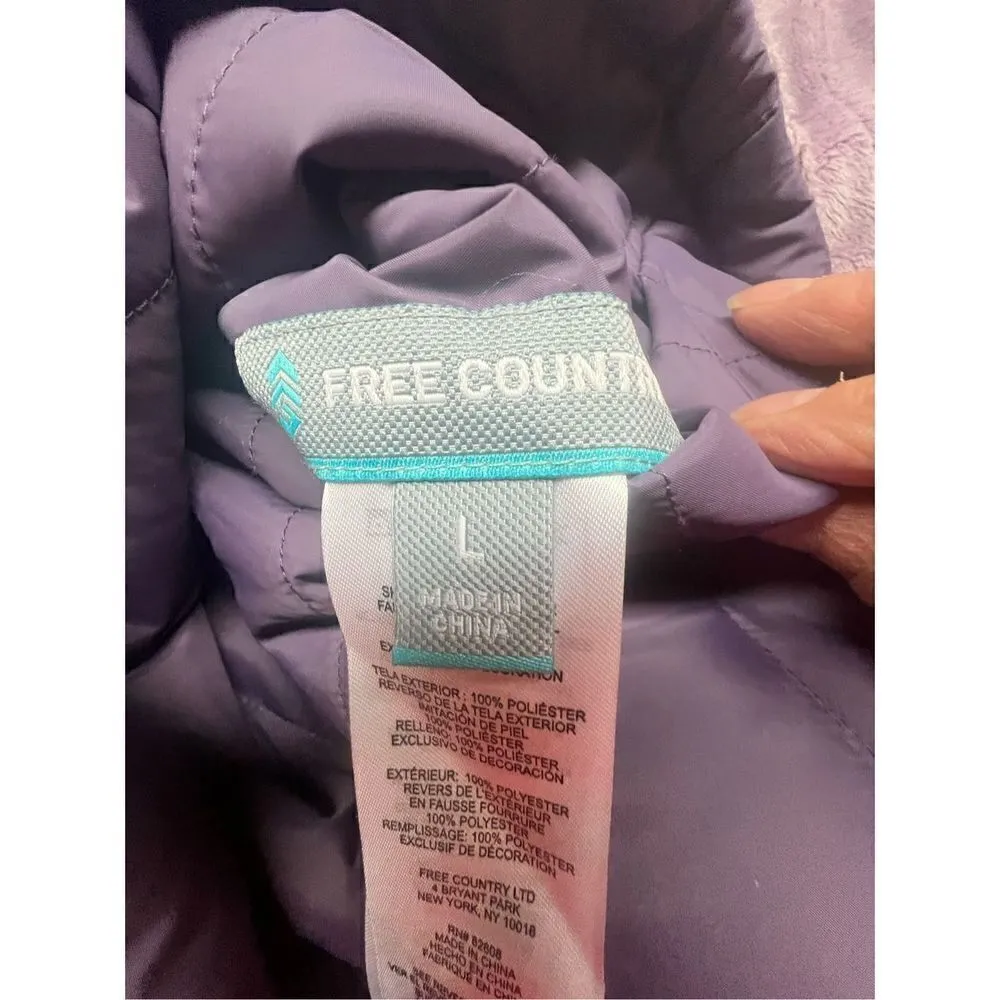 FREE COUNT
L
MADE IN
CHINA
TELA EXTERIOR : 100% POLIÉSTER
REVERSO DE LA TELA EXTERIOR
IMITACIÓN DE PIEL
100% POLIÉSTER
RELLENO: 100% POLIÉSTER
EXCLUSIVO DE DECORACIÓN
EXTÉRIEUR: 100% POLYESTER
REVERS DE L'EXTÉRIEUR
EN FAUSSE FOURRURE
100% POLYESTER
REMPLISSAGE: 100% POLYESTER
EXCLUSIF DE DÉCORATION
FREE COUNTRY LTD
4 BRYANT PARK
NEW YORK, NY 10018
RN# 82808
MADE IN CHINA
HECHO EN CHINA
FABRIQUÉ EN CHINE